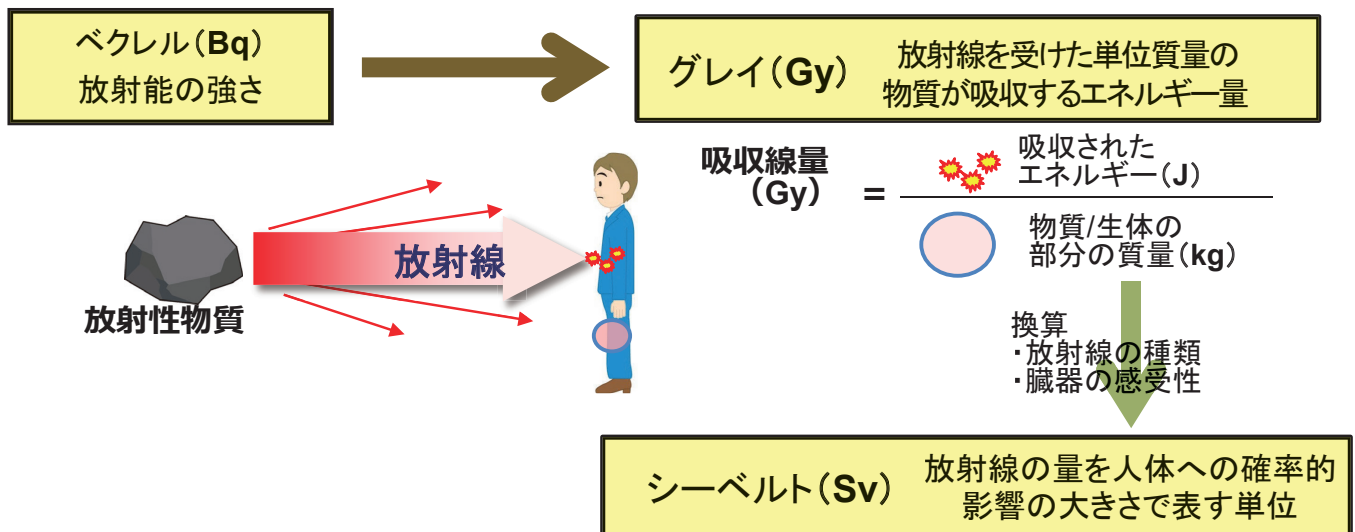 ベクレル（Bq）
放射能の強さ
グレイ（Gy）
放射線を受けた単位質量の
物質が吸収するエネルギー量
放射線
放射性物質
吸収線量
（Gy）
=
吸収された
エネルギー（J）
物質/生体の
部分の質量（kg）
換算
・放射線の種類
・臓器の感受性
シーベルト（Sv）
放射線の量を人体への確率的
影響の大きさで表す単位